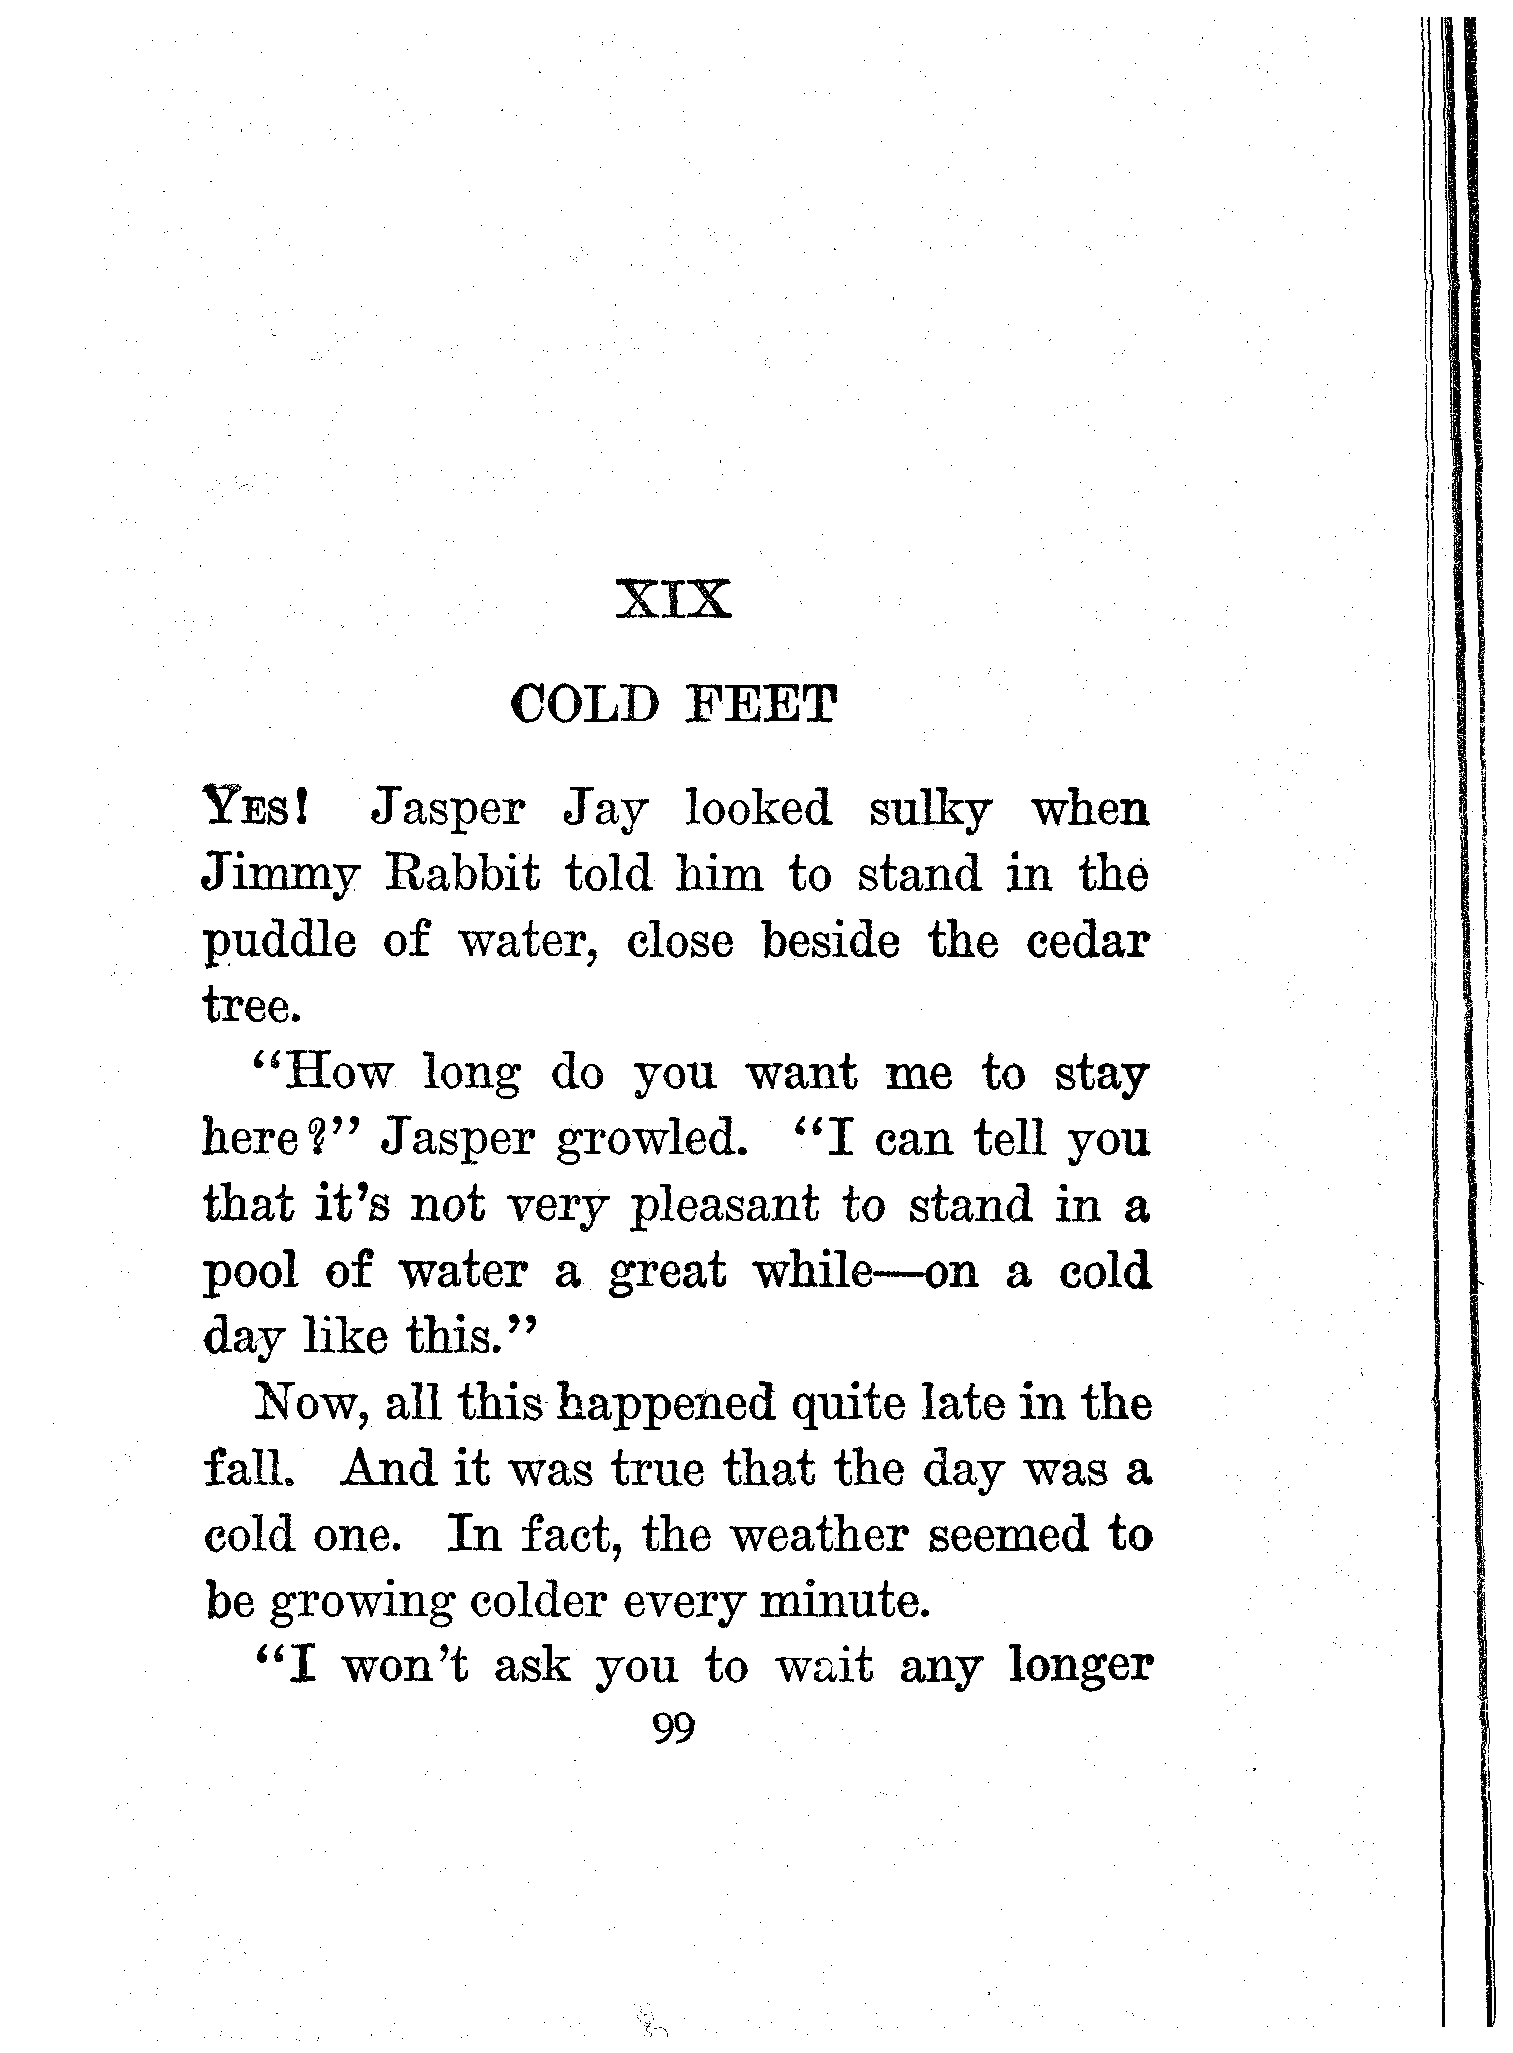 XIX
COLD FEET
YES! Jasper Jay looked sulky when
Jimmy Rabbit told him to stand in the
puddle of water, close beside the cedar
tree.
“How long do you want me to stay
here?” Jasper growled. “I can tell you
that it’s not very pleasant to stand in a
pool of water a great while—on a cold
day like this.”
Now, all this happened quite late in the
fall. And it was true that the day was a
cold one. In fact, the weather seemed to
be growing colder every minute.
“I won’t ask you to wait any longer
99